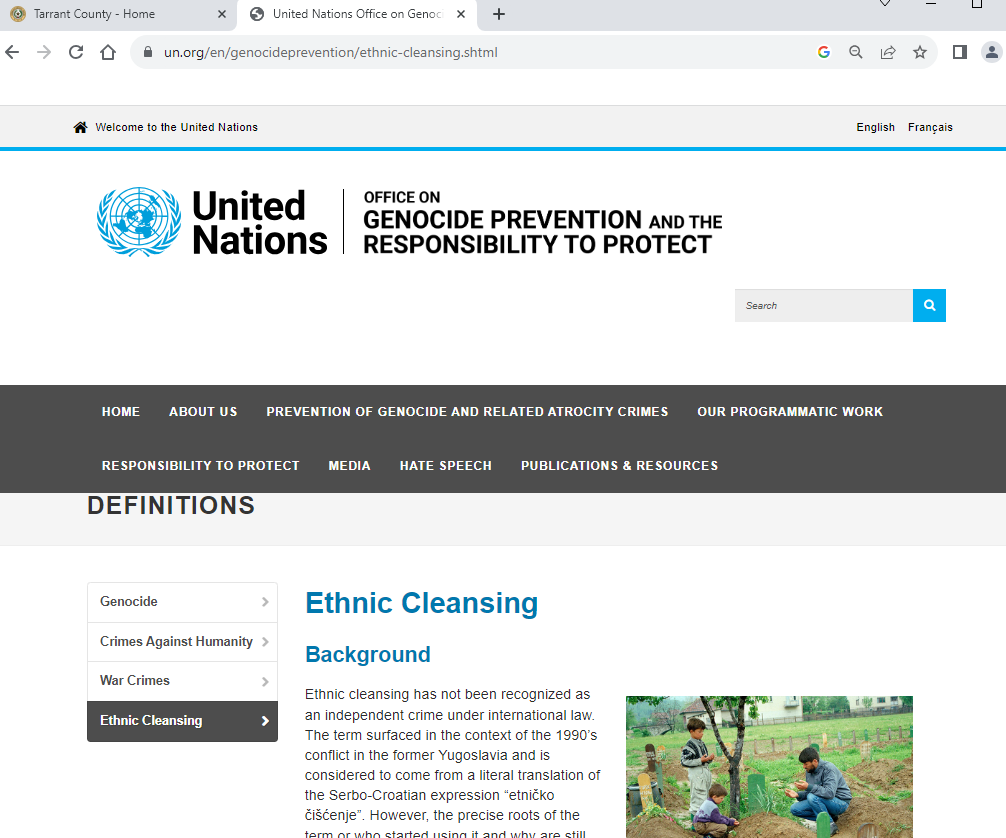 Tarrant County - Home
United Nations Office on Genoc
un.org/en/genocideprevention/ethnic-cleansing.shtml
Welcome to the United Nations
English Français
United
Nations
OFFICE ON
GENOCIDE PREVENTION AND THE
RESPONSIBILITY TO PROTECT
Search
HOME ABOUT US PREVENTION OF GENOCIDE AND RELATED ATROCITY CRIMES OUR PROGRAMMATIC WORK
RESPONSIBILITY TO PROTECT MEDIA HATE SPEECH PUBLICATIONS & RESOURCES
DEFINITIONS
Genocide
Crimes Against Humanity
War Crimes
Ethnic Cleansing
Ethnic Cleansing
Background
Ethnic cleansing has not been recognized as
an independent crime under international law.
The term surfaced in the context of the 1990’s
conflict in the former Yugoslavia and is
considered to come from a literal translation of
the Serbo-Croatian expression “etničko
čišćenje”. However, the precise roots of the
term or who started using it and why are still